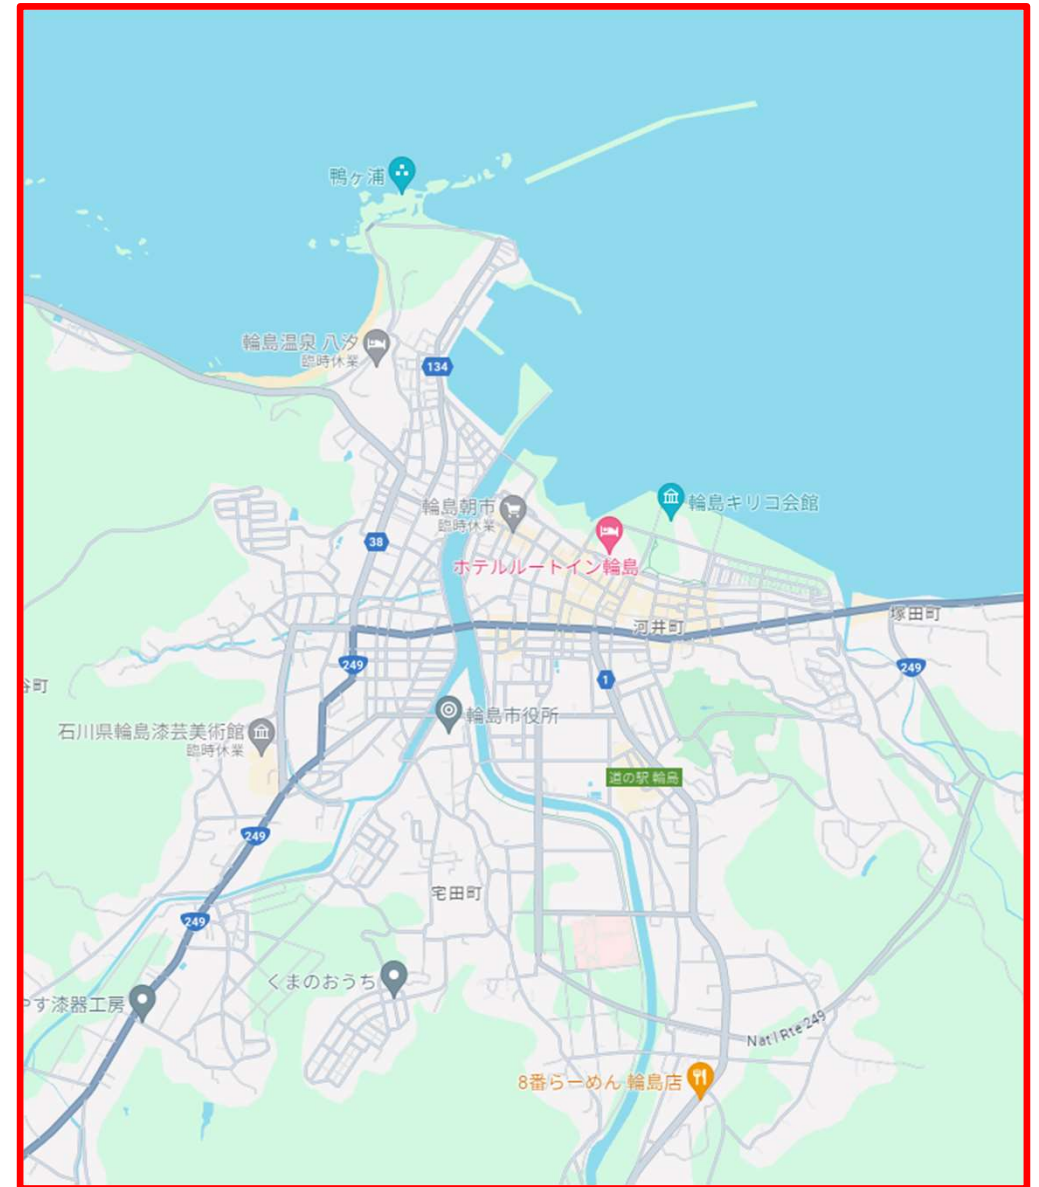 鴨ヶ浦
輪島温泉 八汐
臨時休業
134
輪島朝市
臨時休業
輪島キリコ会館
38
ホテルルートイン輪島
河井町
塚田町
249
249
1
谷町
輪島市役所
石川県輪島漆芸美術館
臨時休業
道の駅 輪島
249
宅田町
249
くまのおうち
やす漆器工房
Nat'l Rte 249
8番らーめん 輪島店